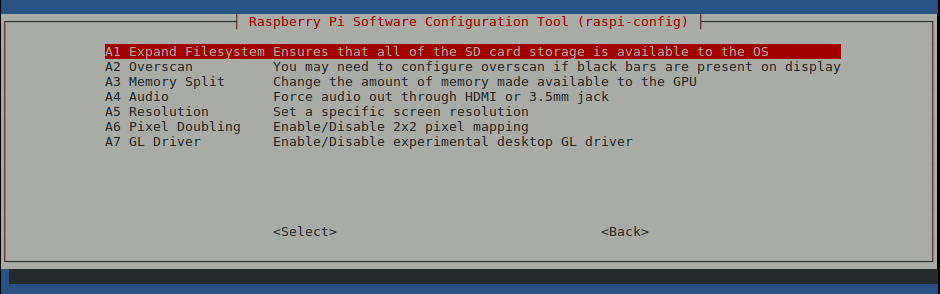 Raspberry Pi Software Configuration Tool (raspi-config)
A1 Expand Filesystem Ensures that all of the SD card storage is available to the OS
A2 Overscan You may need to configure overscan if black bars are present on display
A3 Memory Split Change the amount of memory made available to the GPU
A4 Audio Force audio out through HDMI or 3.5mm jack
A5 Resolution Set a specific screen resolution
A6 Pixel Doubling Enable/Disable 2x2 pixel mapping
A7 GL Driver Enable/Disable experimental desktop GL driver
<Select> <Back>